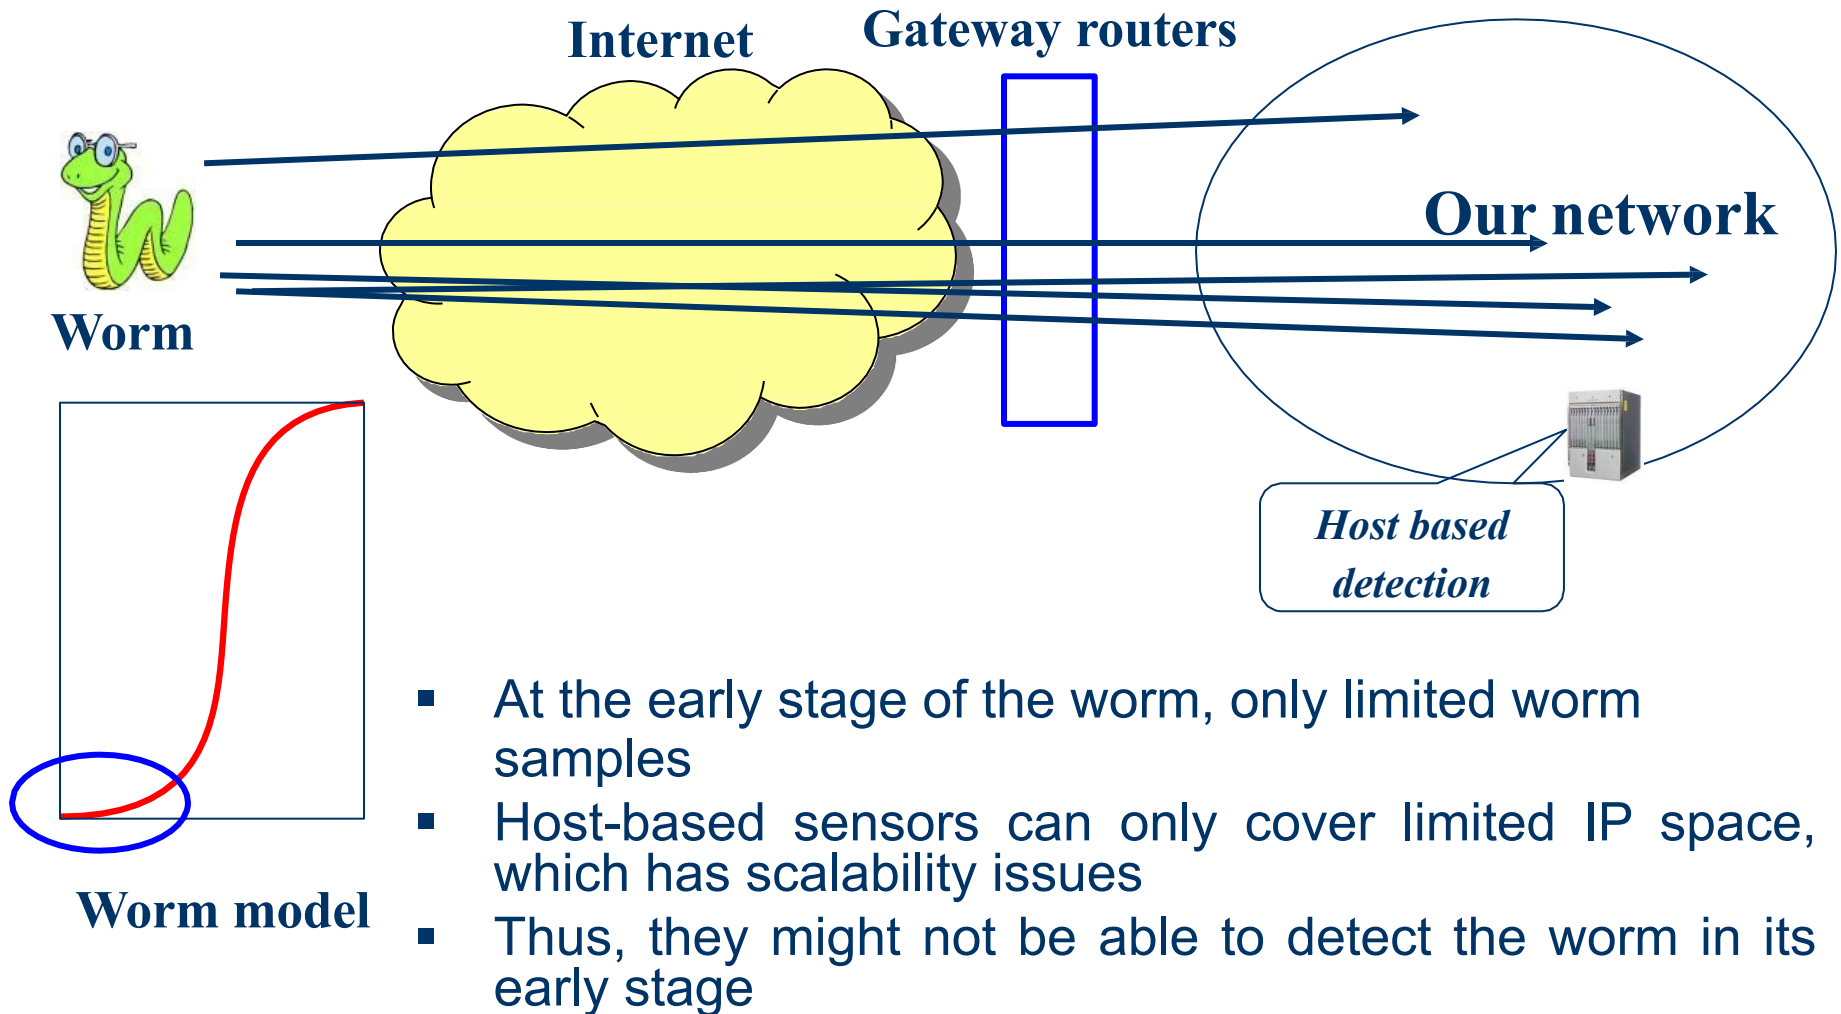 Internet
Gateway routers
Our network
Worm
Host based
detection
Worm model
▪ At the early stage of the worm, only limited worm
samples
▪ Host-based sensors can only cover limited IP space,
which has scalability issues
▪ Thus, they might not be able to detect the worm in its
early stage